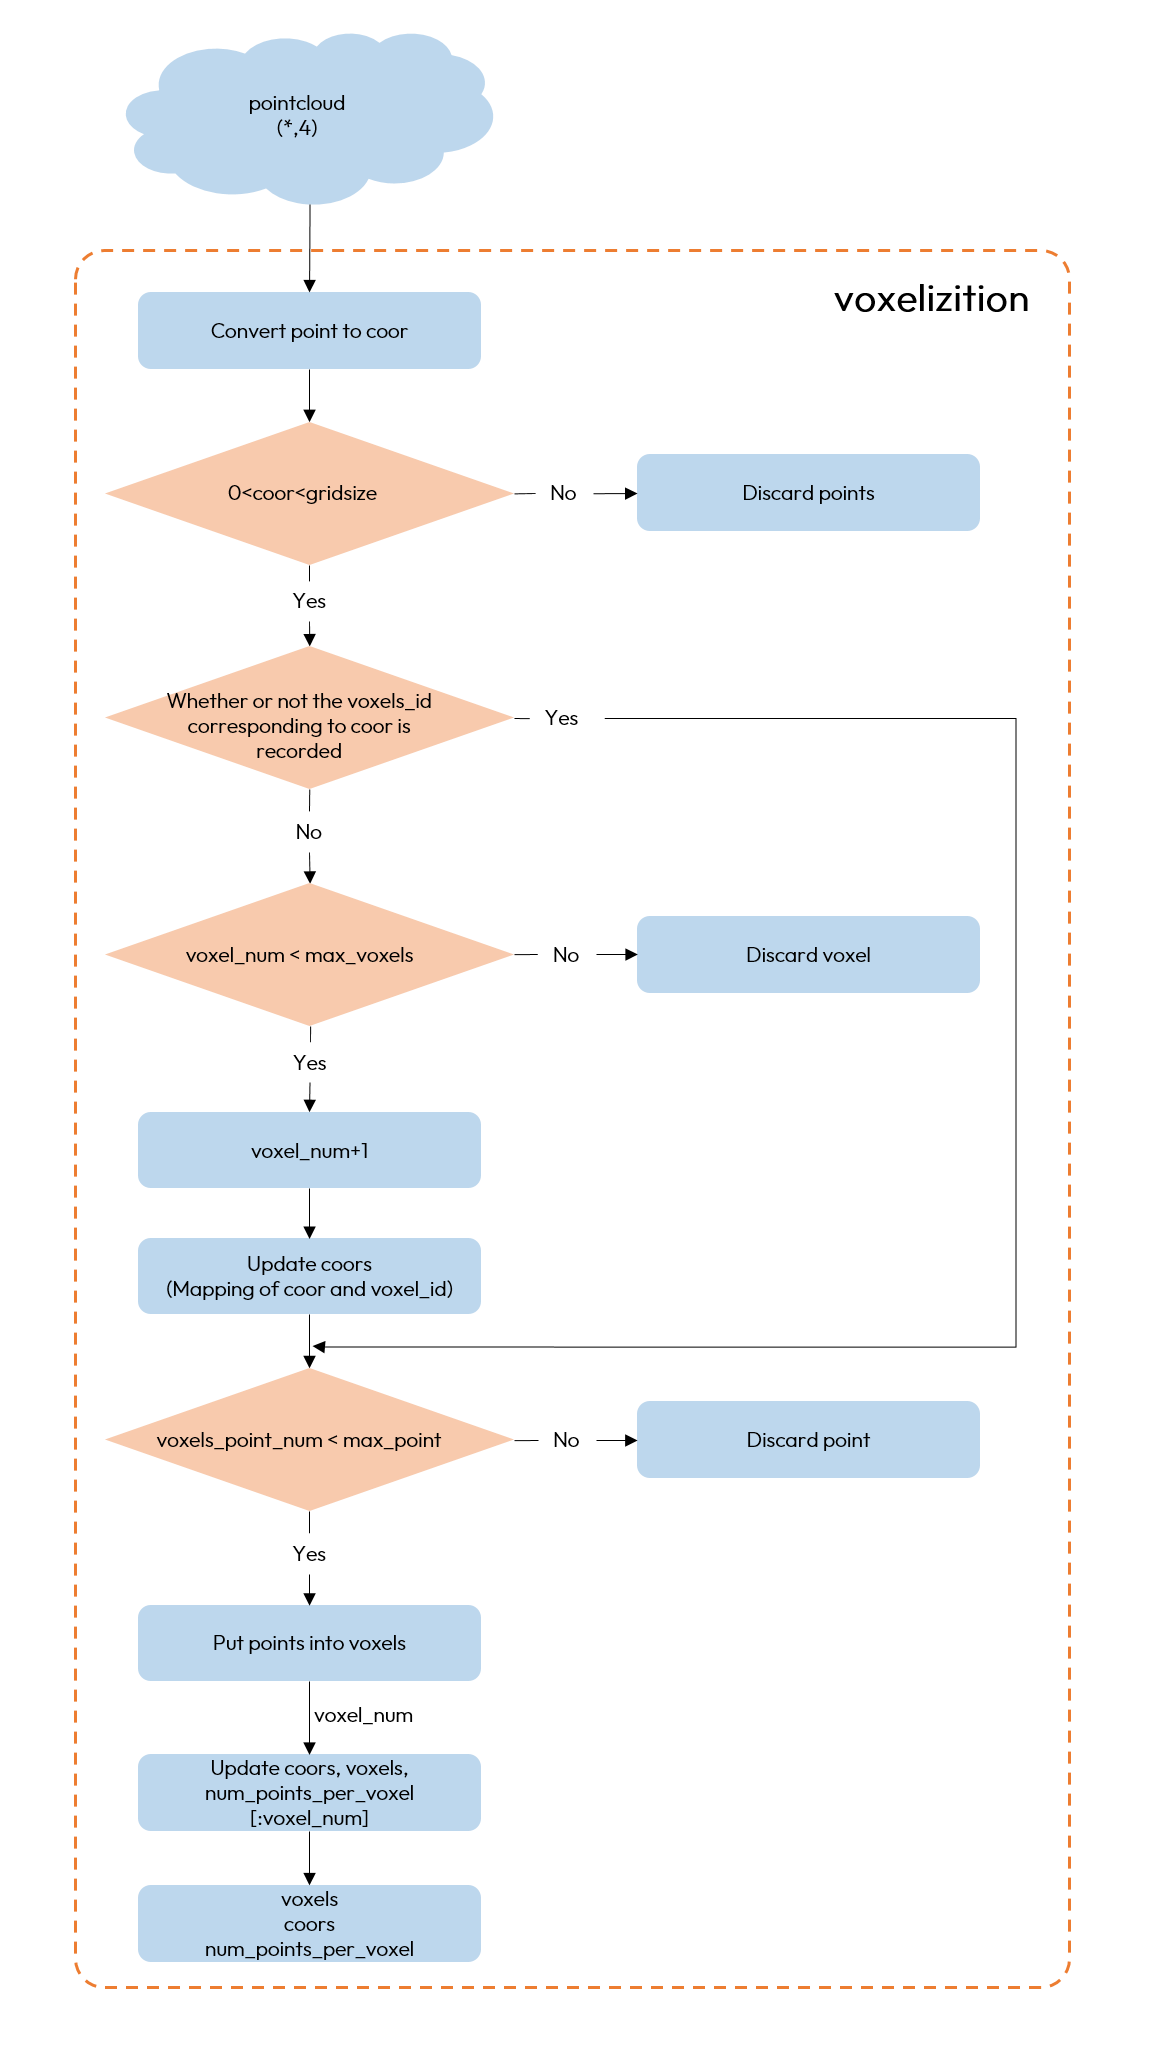 pointcloud
(*,4)
voxelizition
Convert point to coor
0<coor<gridsize
No
Discard points
Yes
Whether or not the voxels_id
corresponding to coor is
recorded
Yes
No
voxel_num < max_voxels
No
Discard voxel
Yes
voxel_num+1
Update coors
(Mapping of coor and voxel_id)
voxels_point_num < max_point
No
Discard point
Yes
Put points into voxels
voxel_num
Update coors, voxels,
num_points_per_voxel
[:voxel_num]
voxels
coors
num_points_per_voxel